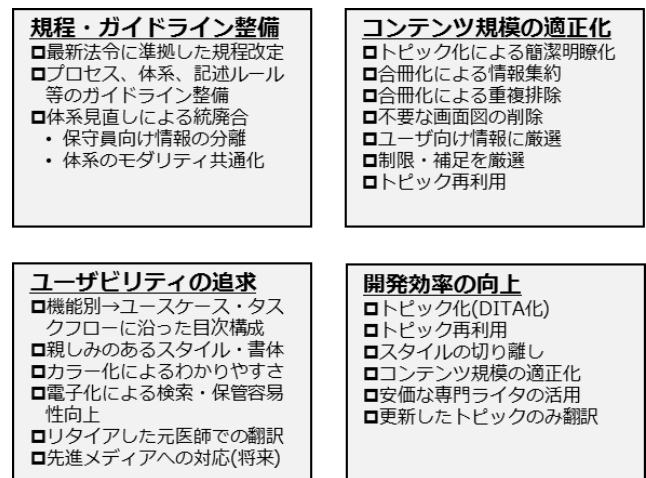 規程・ガイドライン整備
□最新法令に準拠した規程改定
□プロセス、体系、記述ルール
等のガイドライン整備
□体系見直しによる統廃合
・ 保守員向け情報の分離
・ 体系のモダリティ共通化
コンテンツ規模の適正化
□トピック化による簡潔明瞭化
□合冊化による情報集約
□合冊化による重複排除
□不要な画面図の削除
□ユーザ向け情報に厳選
□制限・補足を厳選
□トピック再利用
ユーザビリティの追求
□機能別→ユースケース・タス
クフローに沿った目次構成
□親しみのあるスタイル・書体
□カラー化によるわかりやすさ
□電子化による検索・保管容易
性向上
□リタイアした元医師での翻訳
□先進メディアへの対応(将来)
開発効率の向上
□トピック化(DITA化)
□トピック再利用
□スタイルの切り離し
□コンテンツ規模の適正化
□安価な専門ライタの活用
□更新したトピックのみ翻訳